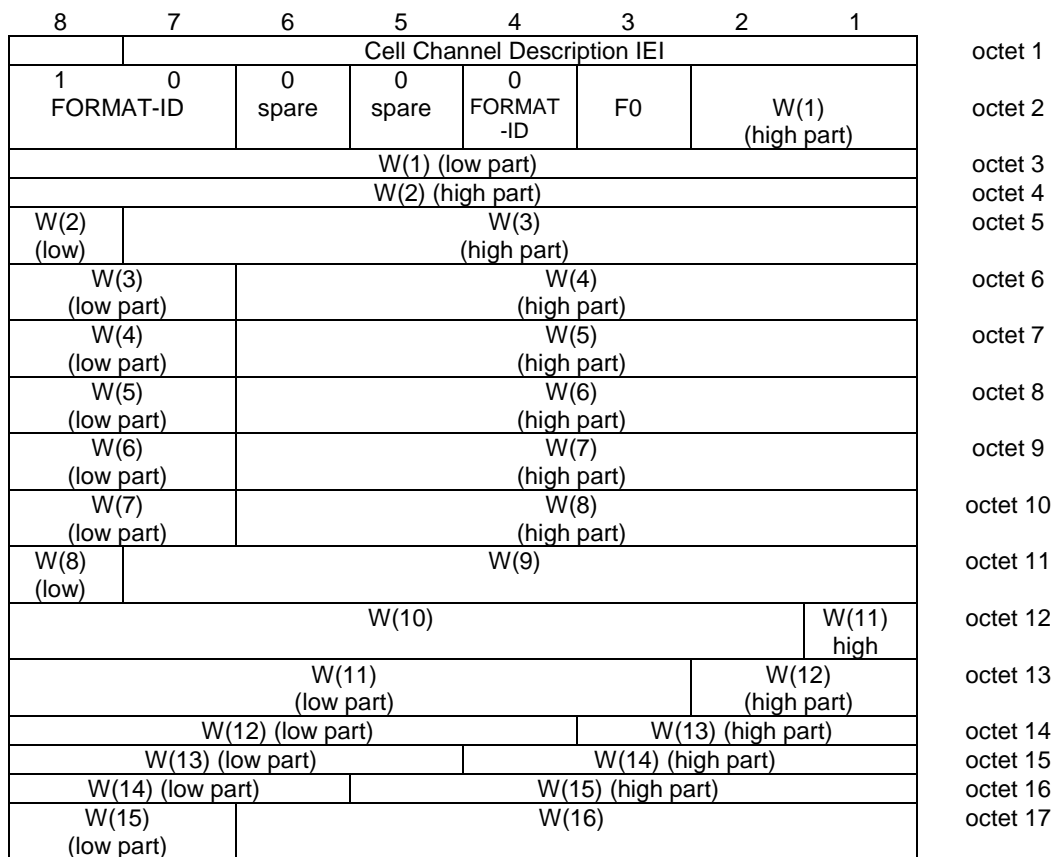 8 7 6 5 4 3 2 1
Cell Channel Description IEI octet 1
1 0 0 0 0
FORMAT-ID spare spare FORMAT F0 W(1) octet 2
-ID (high part)
W(1) (low part) octet 3
W(2) (high part) octet 4
W(2) W(3) octet 5
(low) (high part)
W(3) W(4) octet 6
(low part) (high part)
W(4) W(5) octet 7
(low part) (high part)
W(5) W(6) octet 8
(low part) (high part)
W(6) W(7) octet 9
(low part) (high part)
W(7) W(8) octet 10
(low part) (high part)
W(8) W(9) octet 11
(low)
W(10) W(11) octet 12
high
W(11) W(12) octet 13
(low part) (high part)
W(12) (low part) W(13) (high part) octet 14
W(13) (low part) W(14) (high part) octet 15
W(14) (low part) W(15) (high part) octet 16
W(15) W(16) octet 17
(low part)